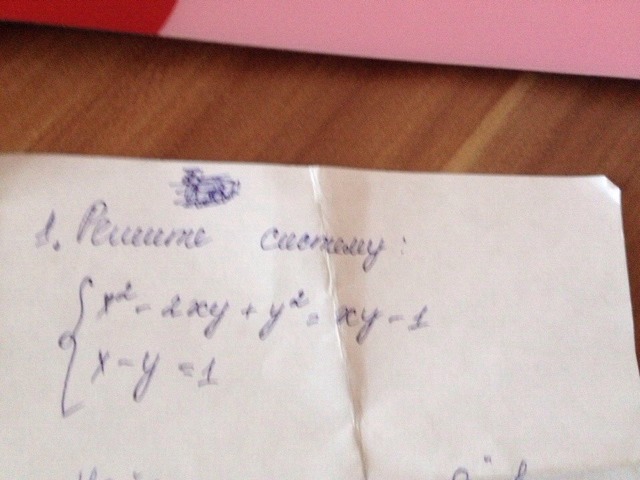 1. Решите систему:
x² - 2xy + y² = xy - 1
x - y = 1